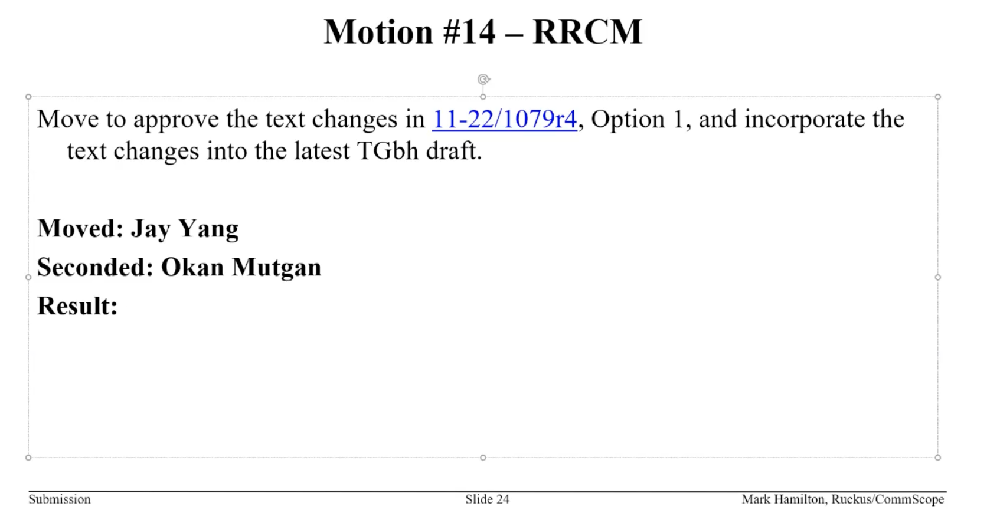 Motion #14 – RRCM
Move to approve the text changes in 11-22/1079r4, Option 1, and incorporate the
text changes into the latest TGbh draft.
Moved: Jay Yang
Seconded: Okan Mutgan
Result:
Submission
Slide 24
Mark Hamilton, Ruckus/CommScope